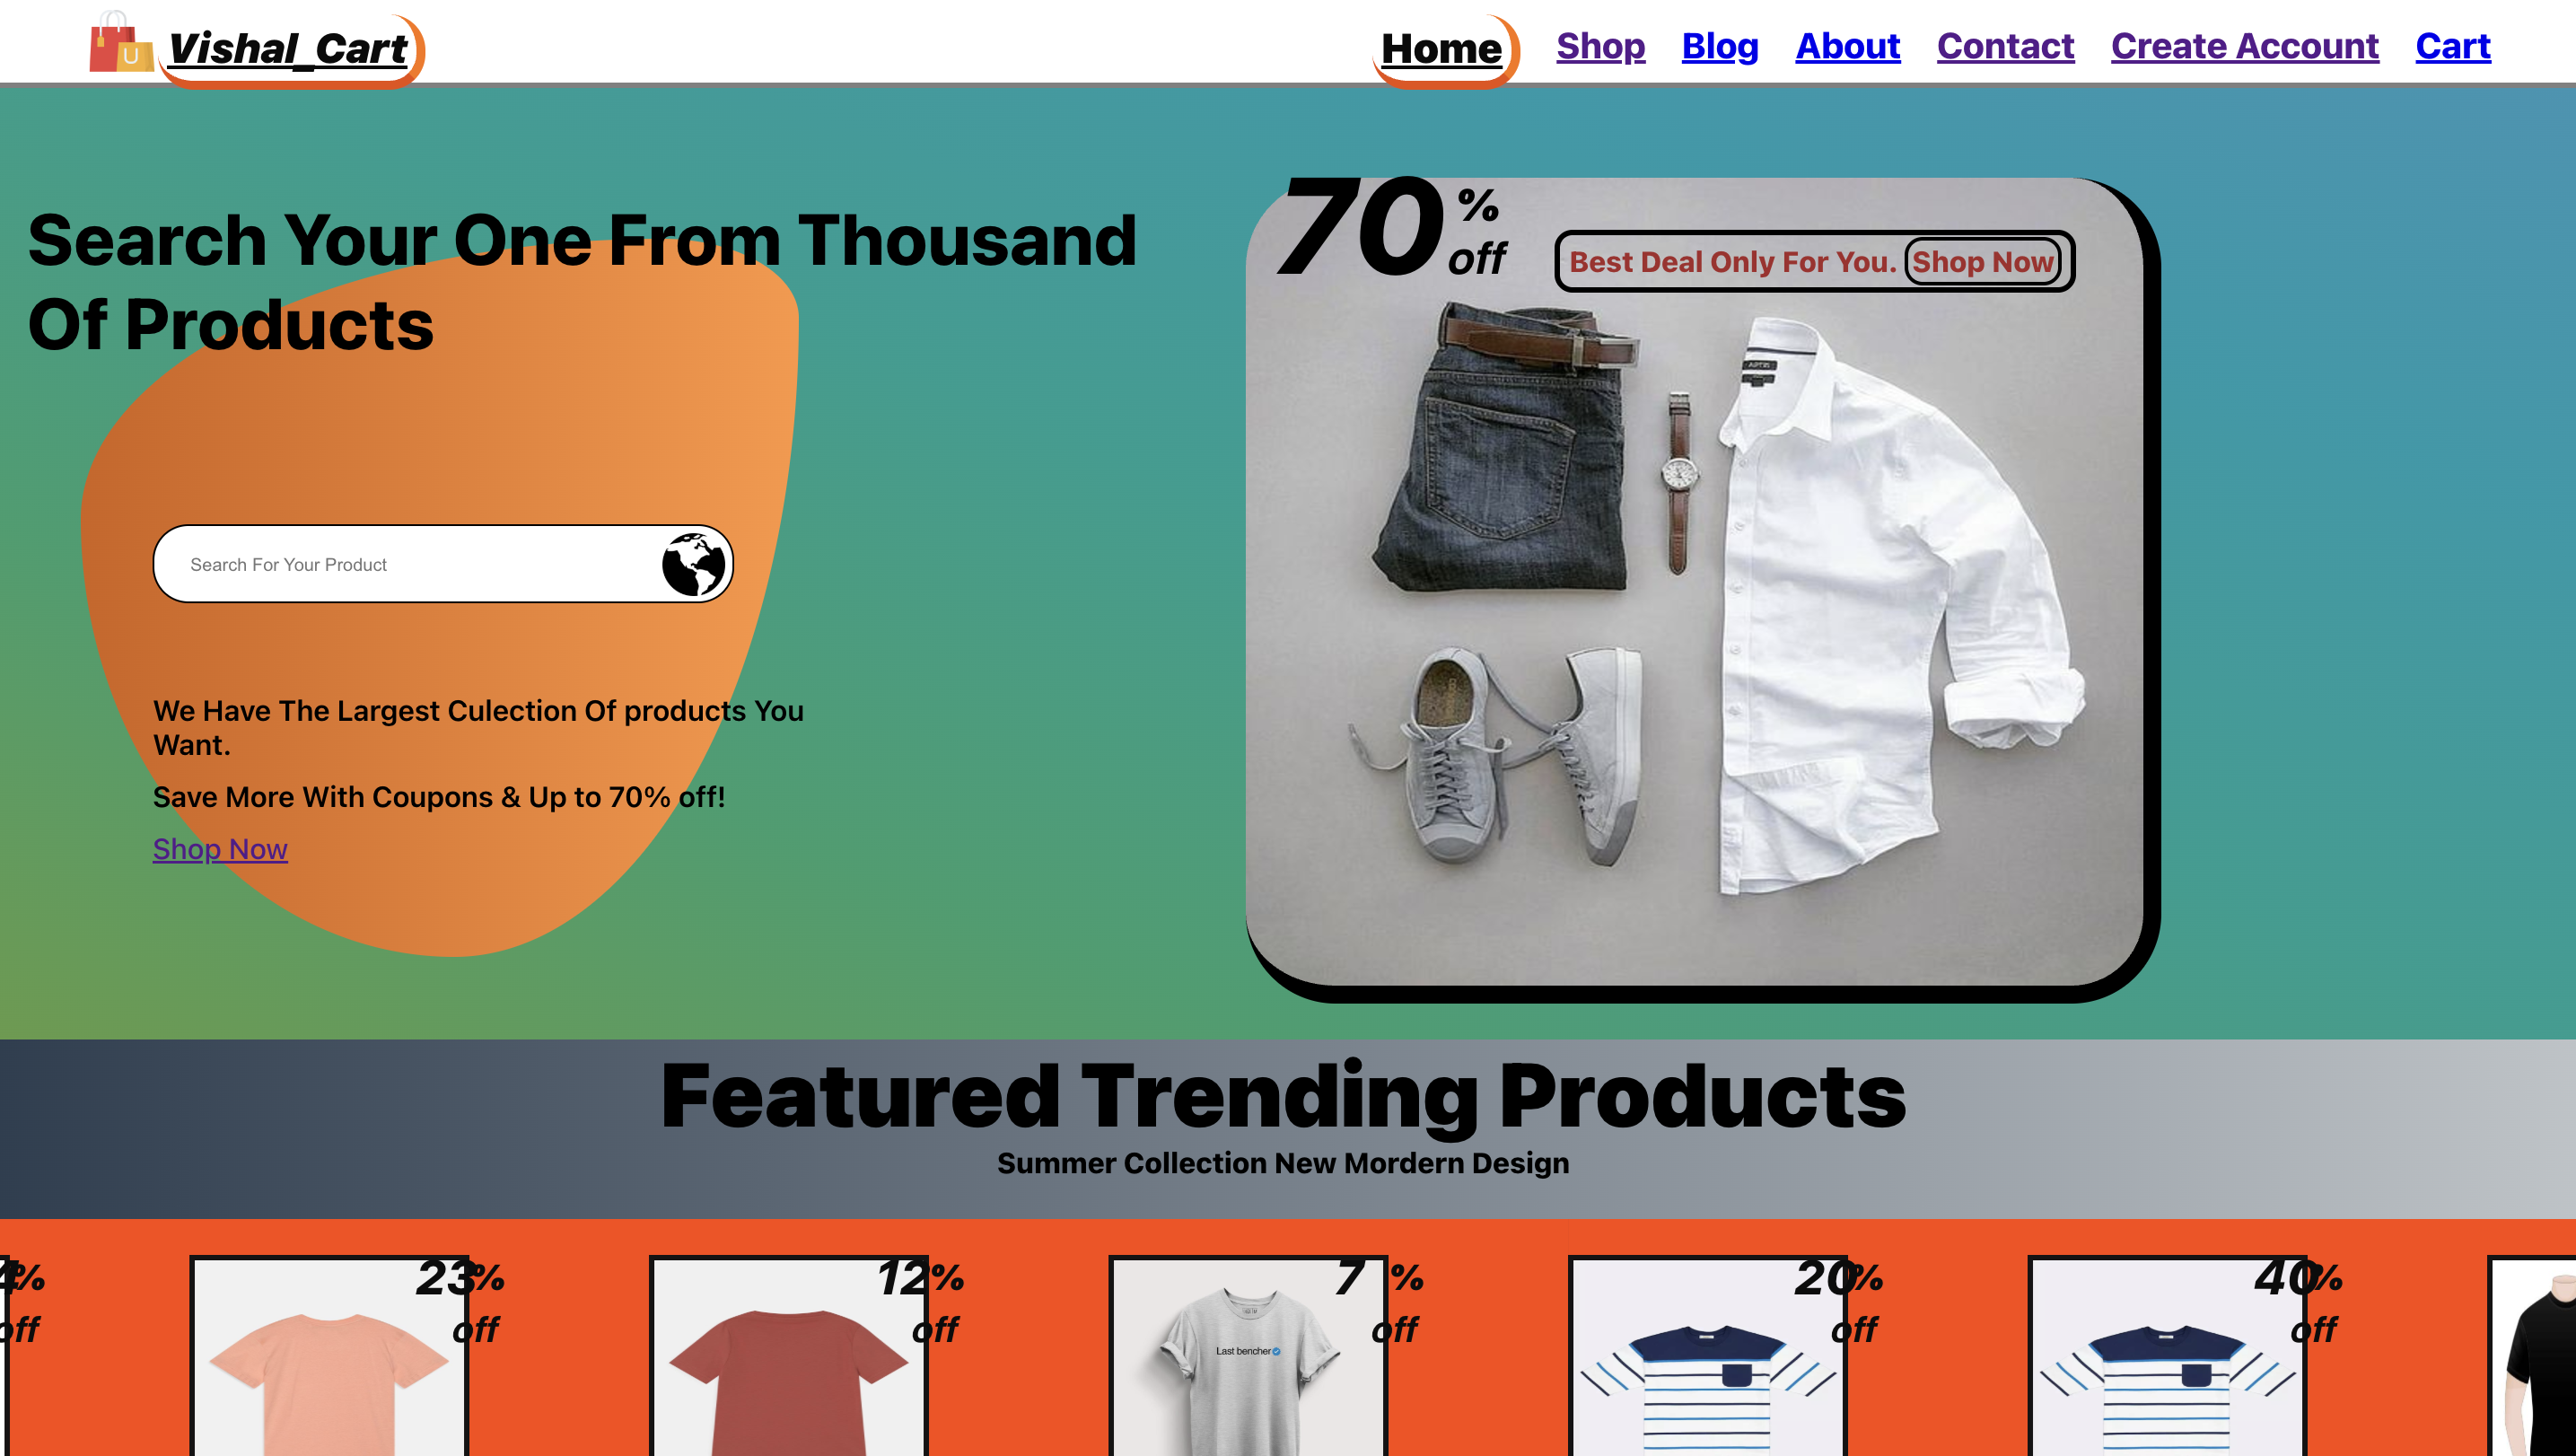 Vishal_Cart
Home Shop Blog About Contact Create Account Cart
Search Your One From Thousand
Of Products
Search For Your Product
We Have The Largest Culection Of products You
Want.
Save More With Coupons & Up to 70% off!
Shop Now
70 %
off
Best Deal Only For You. Shop Now
Featured Trending Products
Summer Collection New Mordern Design
4%
off
23%
off
12%
off
7 %
off
20%
off
40%
off
Last bencher